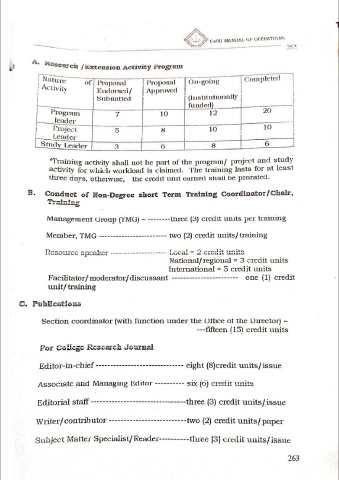 CvSU MANUAL OF OPERATIONS
263
A. Research /Extension Activity Program
Nature of Activity | Proposal Endorsed/ Submitted | Proposal Approved | On-going (Institutionally funded) | Completed
Program leader | 7 | 10 | 12 | 20
Project Leader | 5 | 8 | 10 | 10
Study Leader | 3 | 6 | 8 | 6
*Training activity shall not be part of the program/ project and study
activity for which workload is claimed. The training lasts for at least
three days, otherwise, the credit unit earned shall be prorated.
B. Conduct of Non-Degree short Term Training Coordinator/Chair,
Training
Management Group (TMG) – --------three (3) credit units per training
Member, TMG ------------------------ two (2) credit units/training
Resource speaker -------------------- Local = 2 credit units
National/regional = 3 credit units
International = 5 credit units
Facilitator/moderator/discussant ----------------------- one (1) credit
unit/training
C. Publications
Section coordinator (with function under the Office of the Director) –
---fifteen (15) credit units
For College Research Journal
Editor-in-chief ------------------------------- eight (8)credit units/issue
Associate and Managing Editor ---------- six (6) credit units
Editorial staff ---------------------------------three (3) credit units/issue
Writer/contributor ---------------------------two (2) credit units/paper
Subject Matter Specialist/Reader-----------three [3] credit units/issue
263